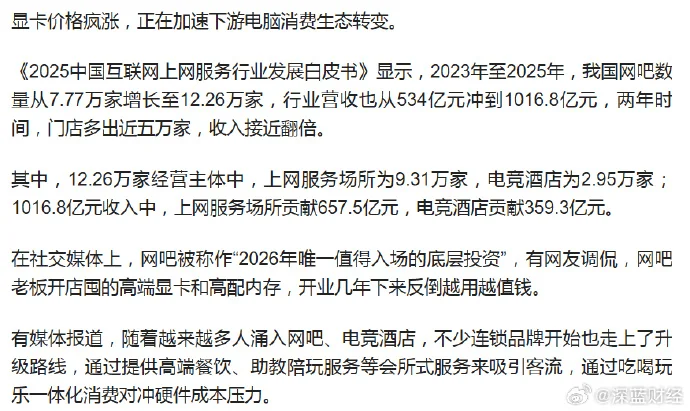 显卡价格疯涨，正在加速下游电脑消费生态转变。
《2025中国互联网上网服务行业发展白皮书》显示，2023年至2025年，我国网吧数
量从7.77万家增长至12.26万家，行业营收也从534亿元冲到1016.8亿元，两年时
间，门店多出近五万家，收入接近翻倍。
其中，12.26万家经营主体中，上网服务场所为9.31万家，电竞酒店为2.95万家；
1016.8亿元收入中，上网服务场所贡献657.5亿元，电竞酒店贡献359.3亿元。
在社交媒体上，网吧被称作“2026年唯一值得入场的底层投资”，有网友调侃，网吧
老板开店囤的高端显卡和高配内存，开业几年下来反倒越用越值钱。
有媒体报道，随着越来越多人涌入网吧、电竞酒店，不少连锁品牌开始也走上了升
级路线，通过提供高端餐饮、助教陪玩服务等会所式服务来吸引客流，通过吃喝玩
乐一体化消费对冲硬件成本压力。
@深蓝财经